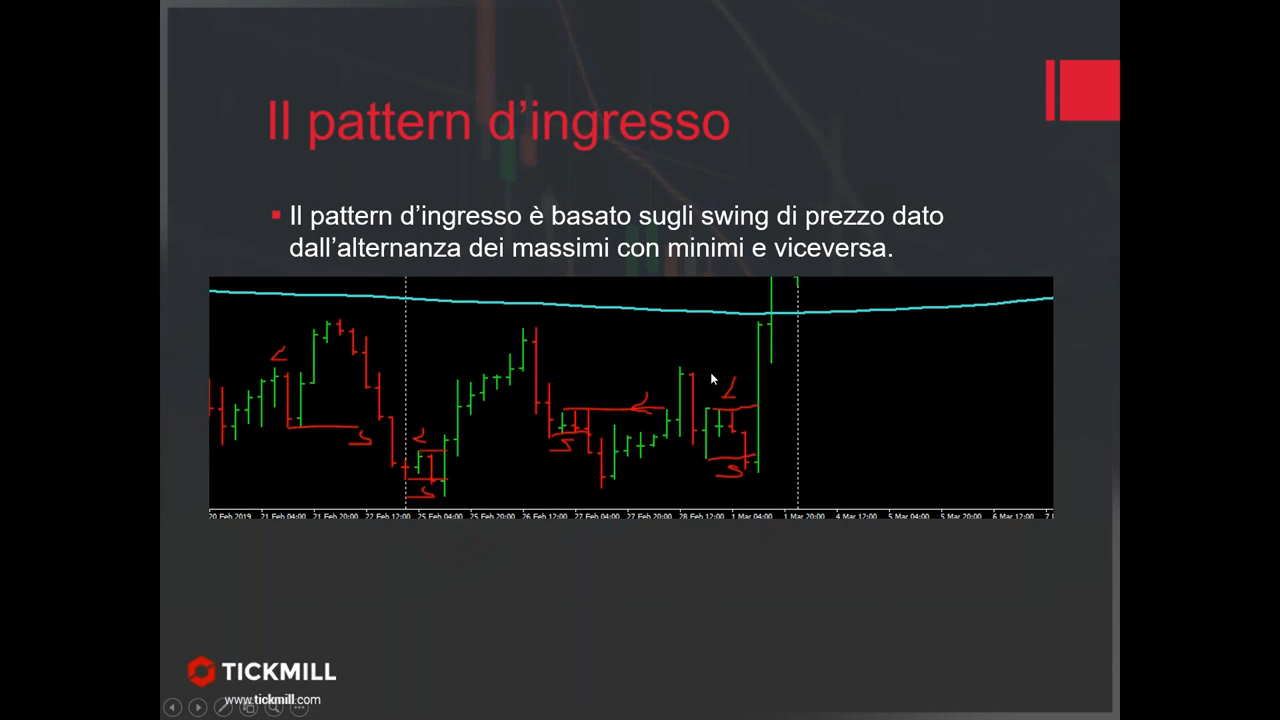 Il pattern d'ingresso
Il pattern d'ingresso è basato sugli swing di prezzo dato
dall'alternanza dei massimi con minimi e viceversa.
L
L
L
L
S
S
S
S
20 Feb 2019 21 Feb 04:00 21 Feb 20:00 22 Feb 12:00 25 Feb 04:00 25 Feb 20:00 26 Feb 12:00 27 Feb 04:00 27 Feb 20:00 28 Feb 12:00 1 Mar 04:00 1 Mar 20:00 4 Mar 12:00 5 Mar 04:00 5 Mar 20:00 6 Mar 12:00
TICKMILL
www.tickmill.com